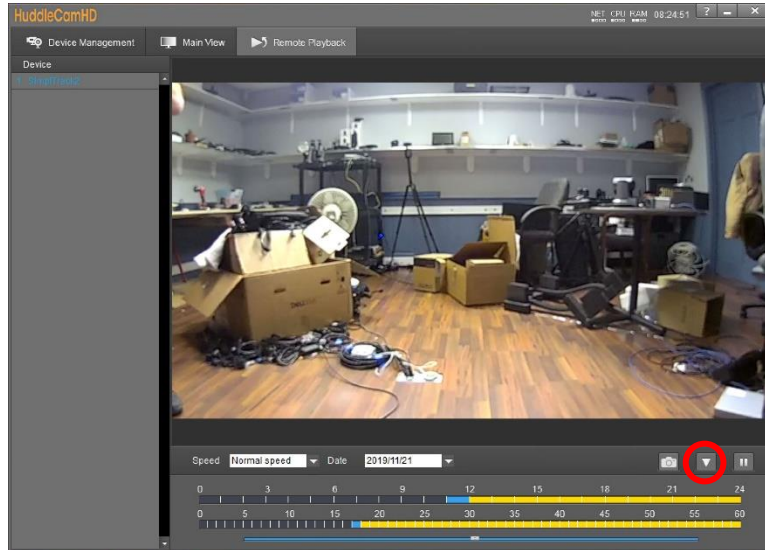 HuddleCamHD
NET CPU RAM 08:24:51 ? – ×
Device Management Main View Remote Playback
Device
Speed Normal speed Date 2019/11/21
0 3 6 9 12 15 18 21 24
0 5 10 15 20 25 30 35 40 45 50 55 60